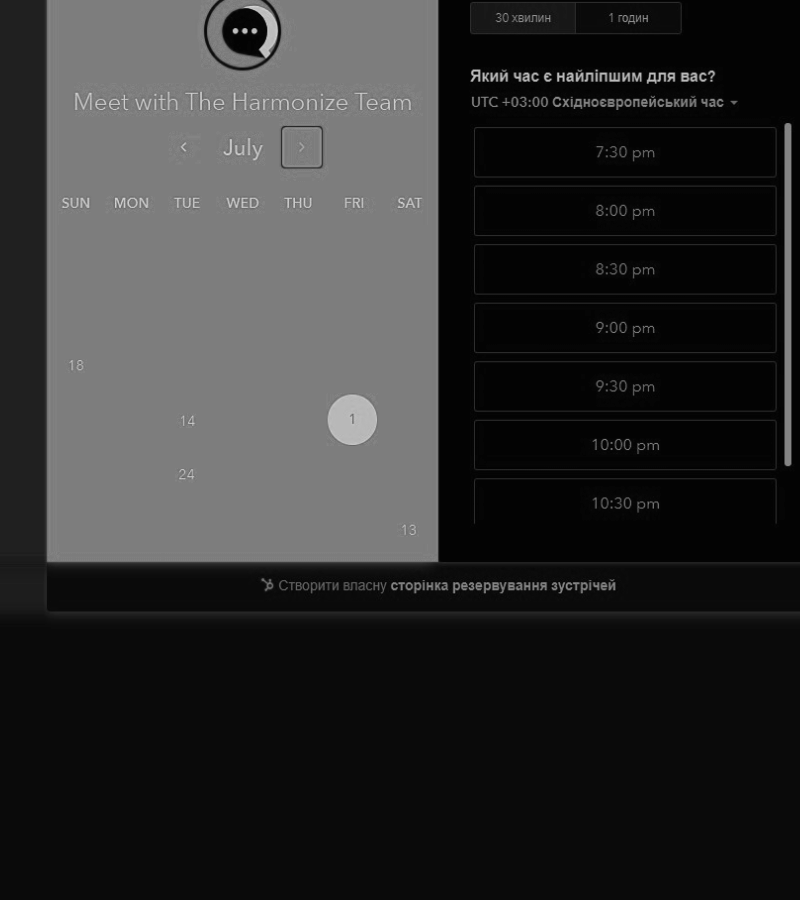 Meet with The Harmonize Team
July
SUN MON TUE WED THU FRI SAT
18
14 1
24
13
30 хвилин 1 годин
Який час є найліпшим для вас?
UTC +03:00 Східноєвропейський час
7:30 pm
8:00 pm
8:30 pm
9:00 pm
9:30 pm
10:00 pm
10:30 pm
Створити власну сторінка резервування зустрічей